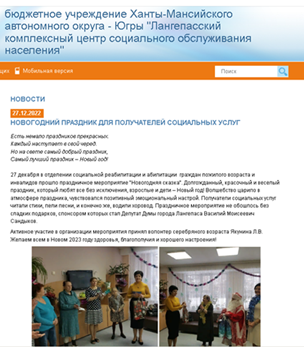 бюджетное учреждение Ханты-Мансийского
автономного округа - Югры "Лангепасский
комплексный центр социального обслуживания
населения"
щих Мобильная версия Поиск
НОВОСТИ
27.12.2022
НОВОГОДНИЙ ПРАЗДНИК ДЛЯ ПОЛУЧАТЕЛЕЙ СОЦИАЛЬНЫХ УСЛУГ
Есть немало праздников прекрасных.
Каждый наступает в свой черед.
Но на свете самый добрый праздник,
Самый лучший праздник – Новый год!
27 декабря в отделении социальной реабилитации и абилитации граждан пожилого возраста и
инвалидов прошло праздничное мероприятие "Новогодняя сказка". Долгожданный, красочный и веселый
праздник, который любят все без исключения, взрослые и дети – Новый год! Волшебство царило в
атмосфере праздника, чувствовался позитивный эмоциональный настрой. Получатели социальных услуг
читали стихи, пели песни, и конечно же, водили хоровод. Праздничное мероприятие не обошлось без
сладких подарков, спонсором которых стал Депутат Думы города Лангепаса Василий Моисеевич
Сандыков.
Активное участие в организации мероприятия принял волонтер серебряного возраста Якунина Л.В.
Желаем всем в Новом 2023 году здоровья, благополучия и хорошего настроения!